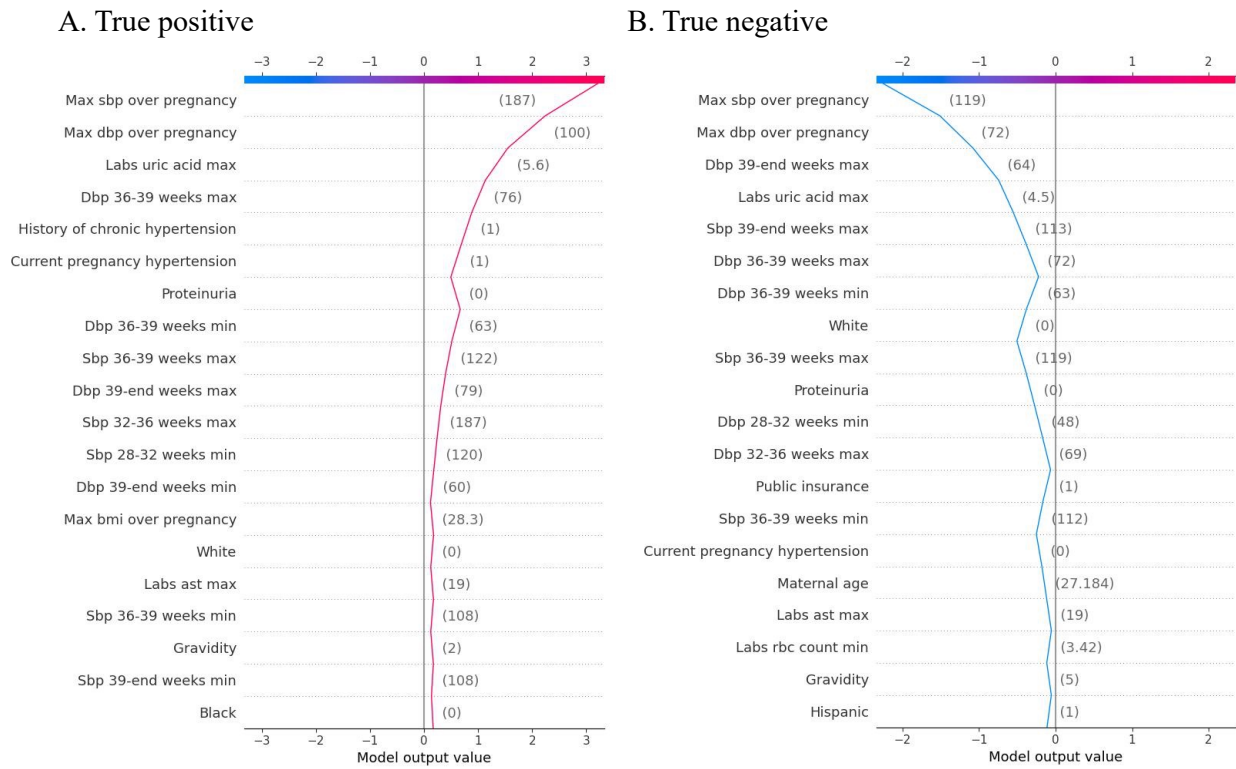 A. True positive
−3 −2 −1 0 1 2 3
Max sbp over pregnancy (187)
Max dbp over pregnancy (100)
Labs uric acid max (5.6)
Dbp 36-39 weeks max (76)
History of chronic hypertension (1)
Current pregnancy hypertension (1)
Proteinuria (0)
Dbp 36-39 weeks min (63)
Sbp 36-39 weeks max (122)
Dbp 39-end weeks max (79)
Sbp 32-36 weeks max (187)
Sbp 28-32 weeks min (120)
Dbp 39-end weeks min (60)
Max bmi over pregnancy (28.3)
White (0)
Labs ast max (19)
Sbp 36-39 weeks min (108)
Gravidity (2)
Sbp 39-end weeks min (108)
Black (0)
−3 −2 −1 0 1 2 3
Model output value
B. True negative
−2 −1 0 1 2
Max sbp over pregnancy (119)
Max dbp over pregnancy (72)
Dbp 39-end weeks max (64)
Labs uric acid max (4.5)
Sbp 39-end weeks max (113)
Dbp 36-39 weeks max (72)
Dbp 36-39 weeks min (63)
White (0)
Sbp 36-39 weeks max (119)
Proteinuria (0)
Dbp 28-32 weeks min (48)
Dbp 32-36 weeks max (69)
Public insurance (1)
Sbp 36-39 weeks min (112)
Current pregnancy hypertension (0)
Maternal age (27.184)
Labs ast max (19)
Labs rbc count min (3.42)
Gravidity (5)
Hispanic (1)
−2 −1 0 1 2
Model output value